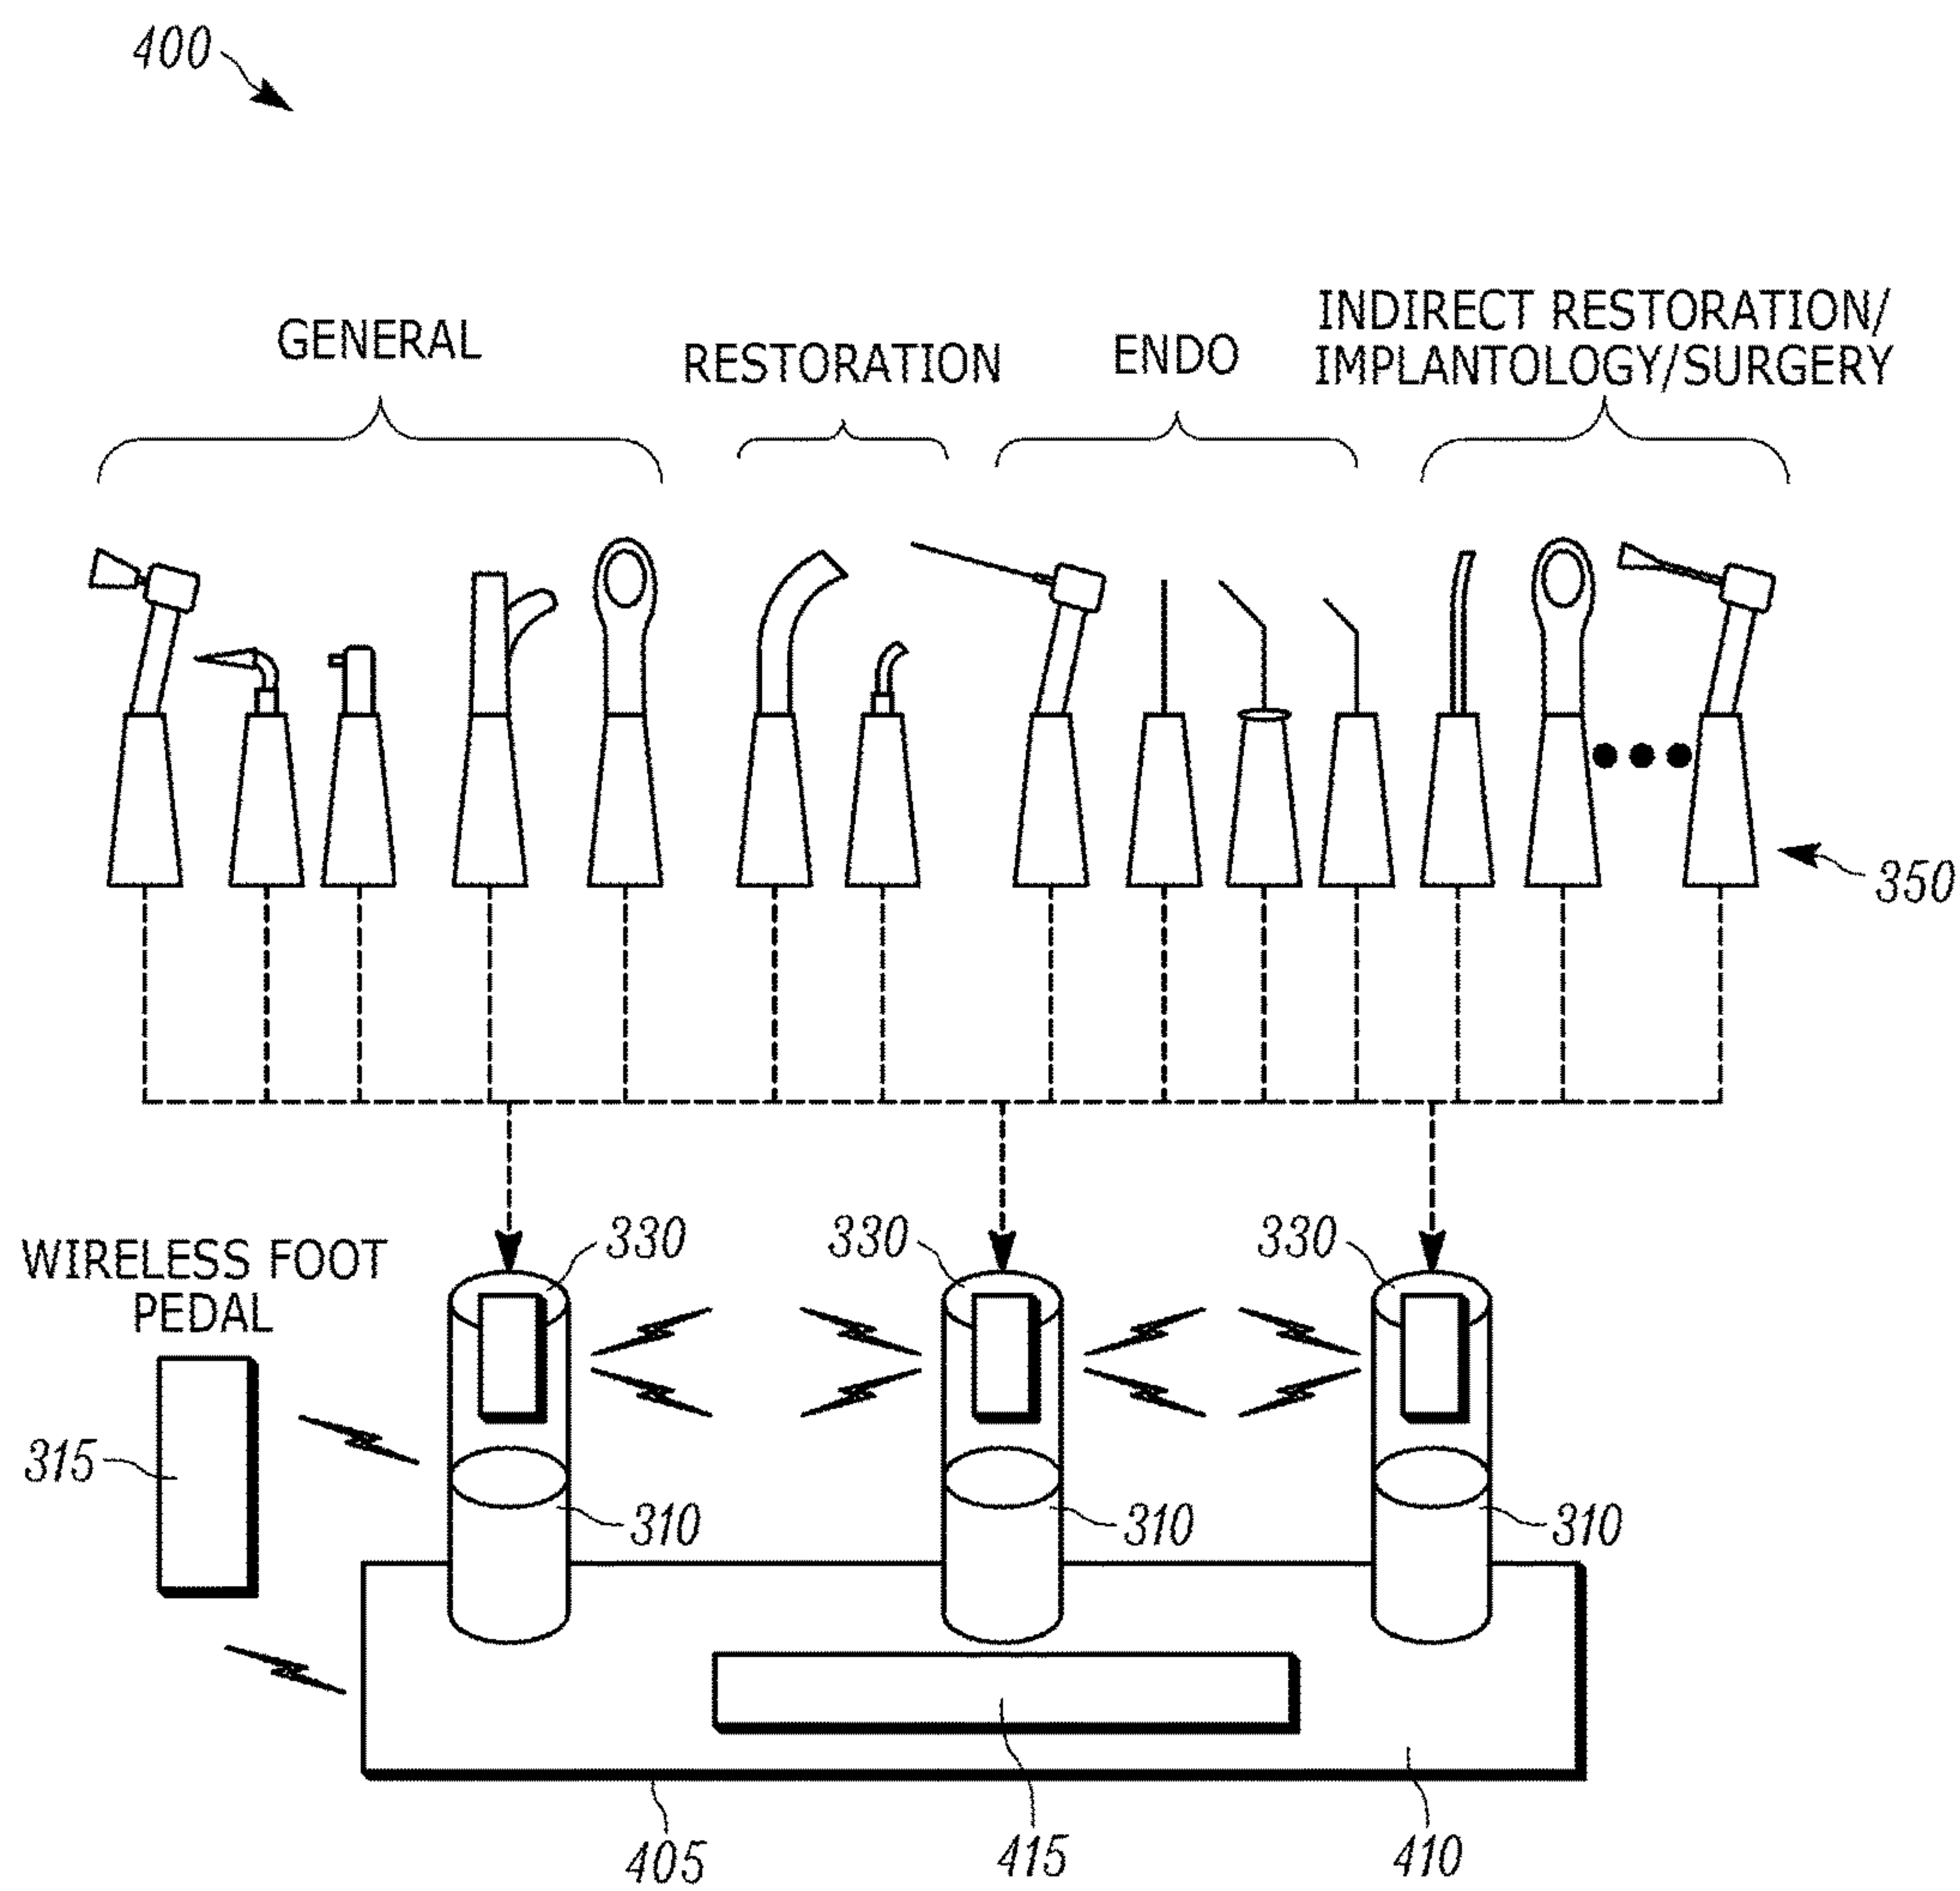 400
GENERAL
RESTORATION
ENDO
INDIRECT RESTORATION/
IMPLANTOLOGY/SURGERY
350
WIRELESS FOOT
PEDAL
330
330
330
315
310
310
310
405
415
410